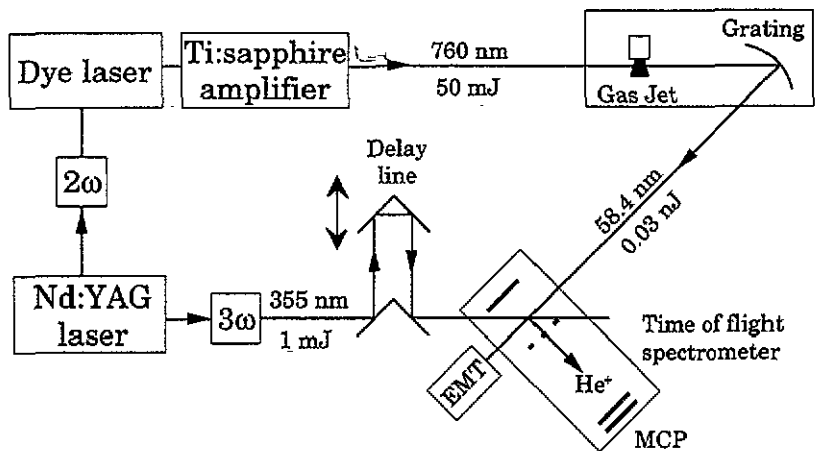 Grating
Dye laser
Ti:sapphire
amplifier
760 nm
50 mJ
Gas Jet
2ω
Delay
line
58.4 nm
0.03 nJ
Nd:YAG
laser
3ω
355 nm
1 mJ
Time of flight
spectrometer
EMT
He⁺
MCP